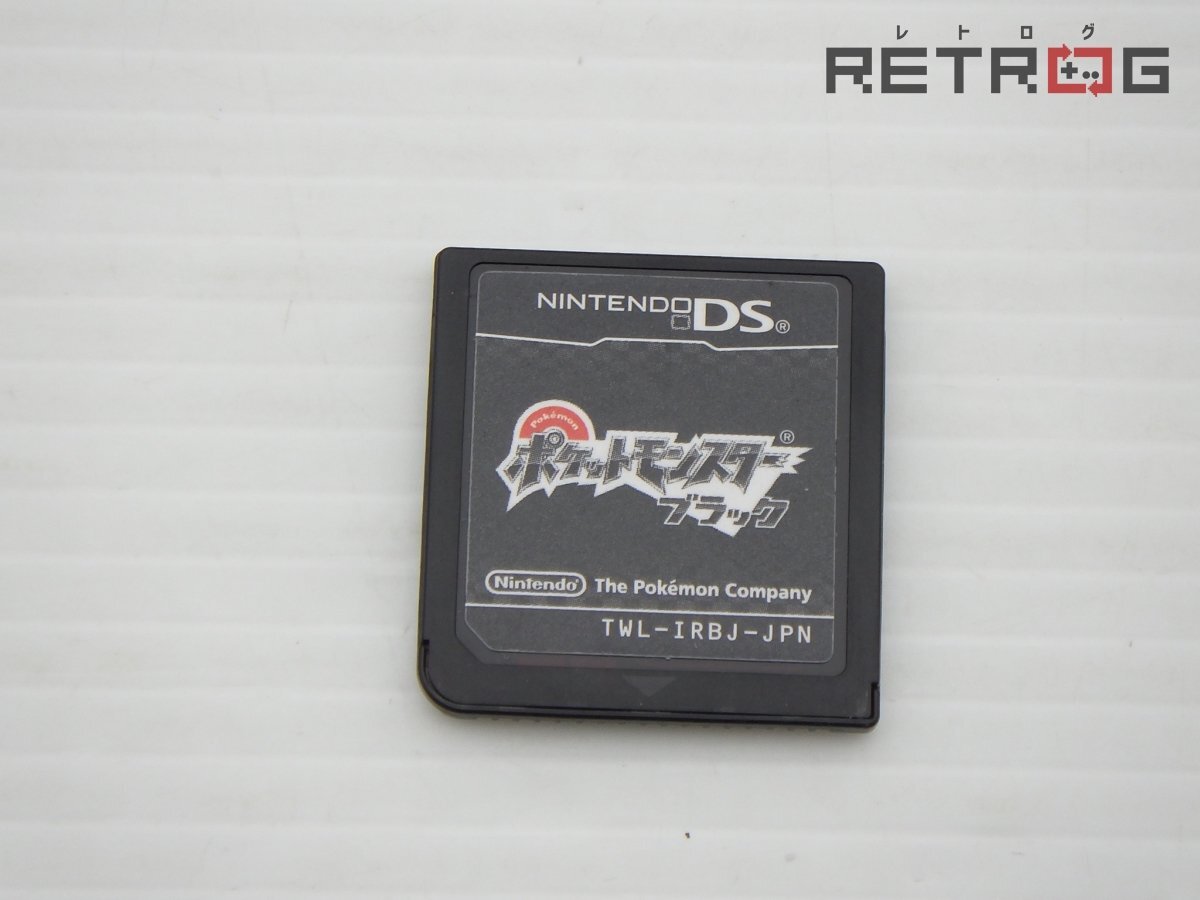 レトログ
RETROG
NINTENDO DS®
Pokémon
ポケットモンスター®
ブラック
Nintendo® The Pokémon Company
TWL-IRBJ-JPN